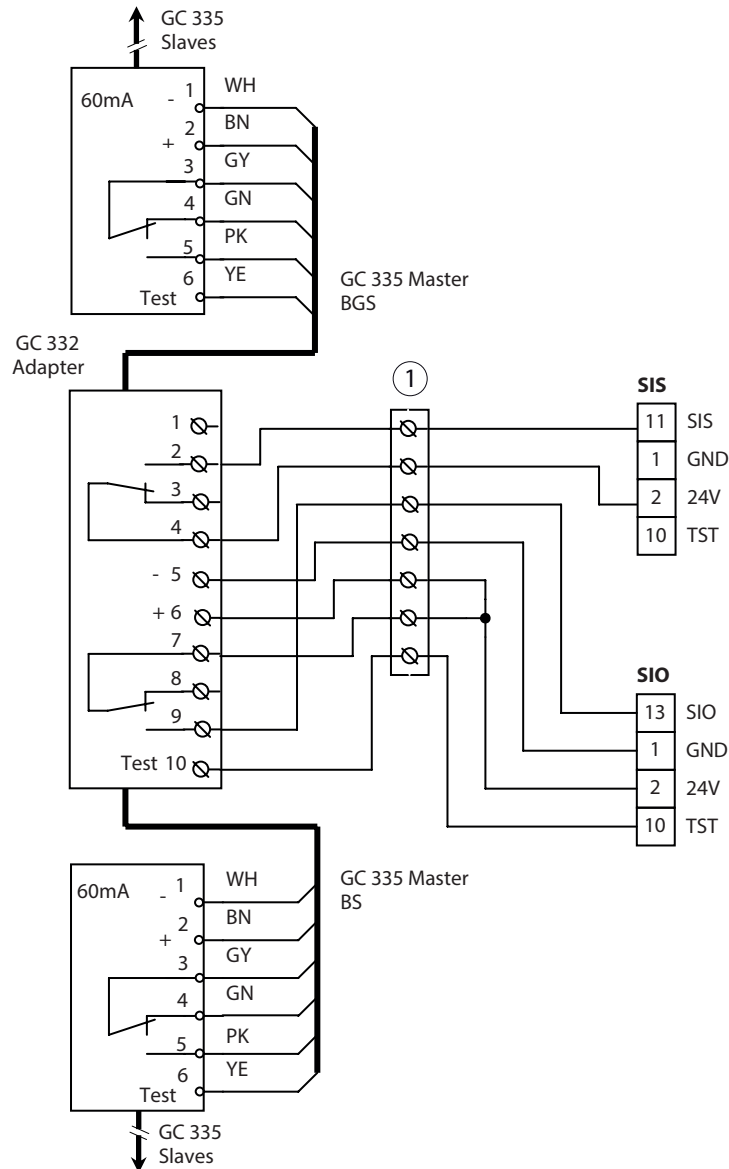 GC 335
Slaves
60mA
- 1 WH
+ 2 BN
3 GY
4 GN
5 PK
6 YE
Test
GC 335 Master
BGS
GC 332
Adapter
1
2
3
4
- 5
+ 6
7
8
9
Test 10
1
SIS
11 SIS
1 GND
2 24V
10 TST
SIO
13 SIO
1 GND
2 24V
10 TST
60mA
- 1 WH
+ 2 BN
3 GY
4 GN
5 PK
6 YE
Test
GC 335 Master
BS
GC 335
Slaves